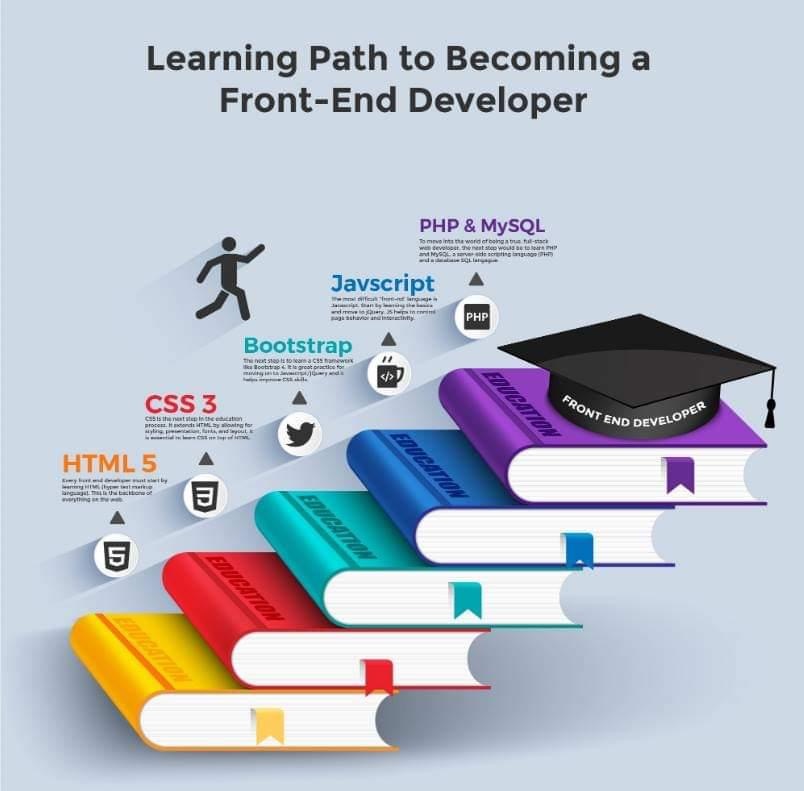 Learning Path to Becoming a
Front-End Developer
PHP & MySQL
To move into the world of being a true, full-stack
web developer, the next step would be to learn PHP
and MySQL, a server-side scripting language (PHP)
and a database SQL langague.
PHP
Javscript
The most difficult "front-nd" language is
Javascript. Start by learning the basics
and move to jQuery. JS helps to control
page behavior and interactivity.
</>
Bootstrap
The next step is to learn a CSS framework
like Bootstrap 4. It is great practice for
moving on to Javascript/jQuery and it
helps improve CSS skills.
CSS 3
CSS is the next step in the education
process. It extends HTML by allowing for
styling, presentation, fonts, and layout, it
is essential to learn CSS on top of HTML.
3
HTML 5
Every front end developer must start by
learning HTML (hyper text markup
language). This is the backbone of
everything on the web.
5
FRONT END DEVELOPER
EDUCATION
EDUCATION
EDUCATION
EDUCATION
EDUCATION